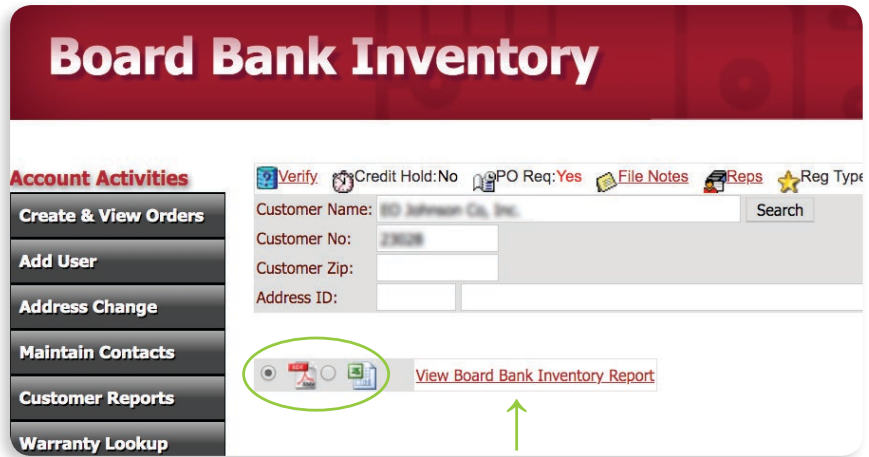 Board Bank Inventory
Account Activities
Create & View Orders
Add User
Address Change
Maintain Contacts
Customer Reports
Warranty Lookup
Verify Credit Hold:No PO Req:Yes File Notes Reps Reg Type
Customer Name: Search
Customer No:
Customer Zip:
Address ID:
View Board Bank Inventory Report